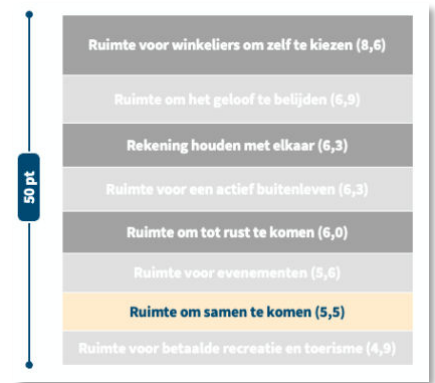 50 pt
Ruimte voor winkeliers om zelf te kiezen (8,6)
Ruimte om het geloof te belijden (6,9)
Rekening houden met elkaar (6,3)
Ruimte voor een actief buitenleven (6,3)
Ruimte om tot rust te komen (6,0)
Ruimte voor evenementen (5,6)
Ruimte om samen te komen (5,5)
Ruimte voor betaalde recreatie en toerisme (4,9)